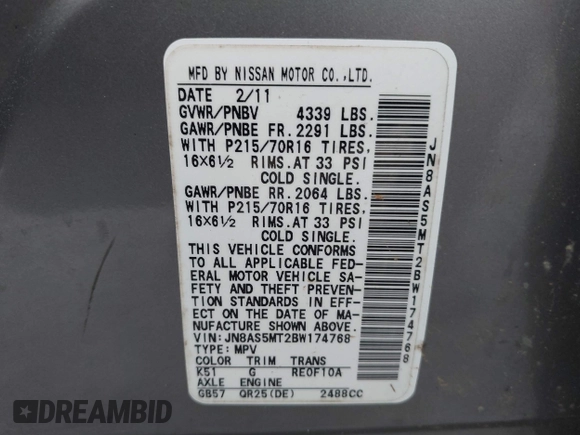 MFD BY NISSAN MOTOR CO.,LTD.
DATE 2/11
GVWR/PNBV 4339 LBS.
GAWR/PNBE FR. 2291 LBS.
WITH P215/70R16 TIRES,
16X6½ RIMS.AT 33 PSI
COLD SINGLE.
GAWR/PNBE RR. 2064 LBS.
WITH P215/70R16 TIRES,
16X6½ RIMS.AT 33 PSI
COLD SINGLE.
THIS VEHICLE CONFORMS
TO ALL APPLICABLE FED-
ERAL MOTOR VEHICLE SA-
FETY AND THEFT PREVEN-
TION STANDARDS IN EFF-
ECT ON THE DATE OF MA-
NUFACTURE SHOWN ABOVE.
VIN:JN8AS5MT2BW174768
TYPE:MPV
COLOR TRIM TRANS
K51 G RE0F10A
AXLE ENGINE
GB57 QR25(DE) 2488CC
JN8AS5MT2BW174768
DEALER'S HISTORY